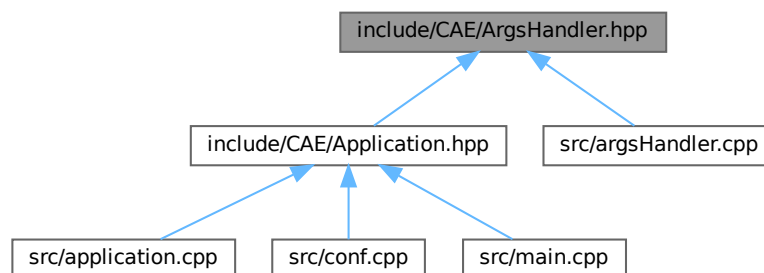 include/CAE/ArgsHandler.hpp
include/CAE/Application.hpp
src/argsHandler.cpp
src/application.cpp
src/conf.cpp
src/main.cpp